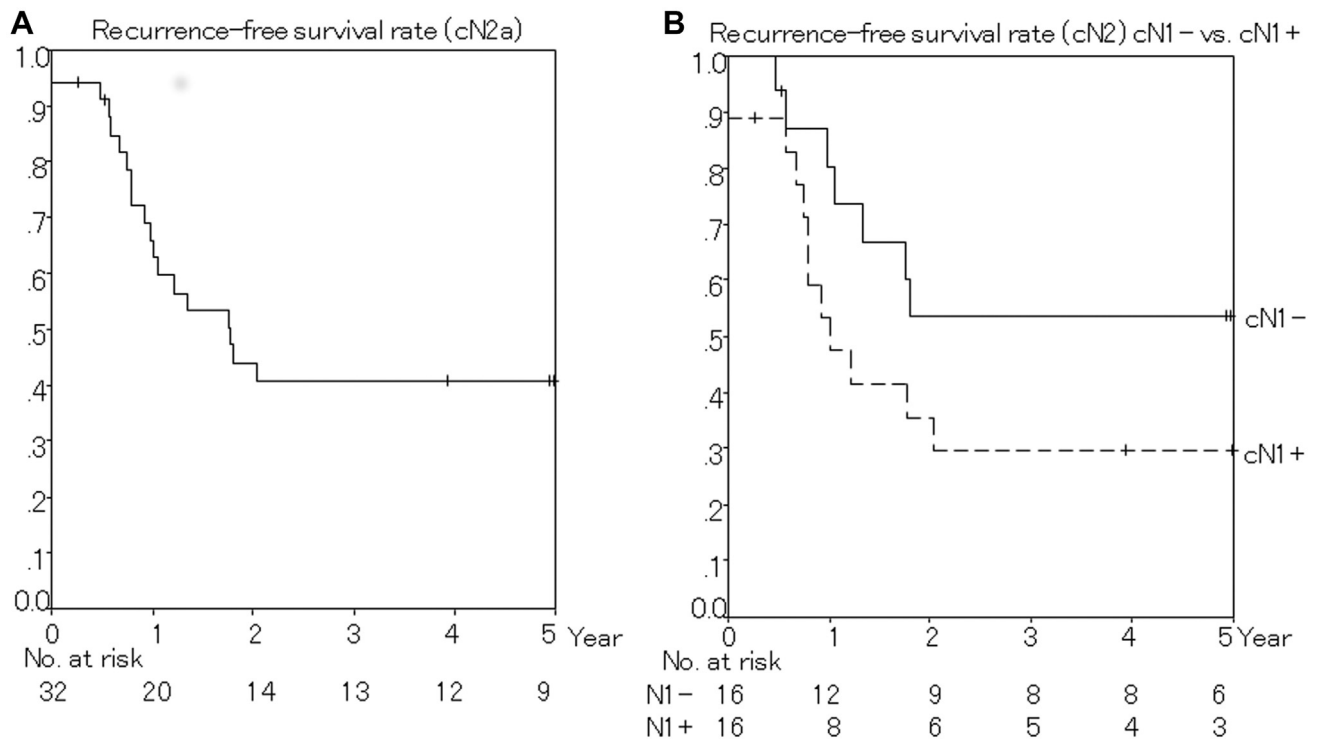 A
Recurrence-free survival rate (cN2a)
1.0
.9
.8
.7
.6
.5
.4
.3
.2
.1
0.0
0 1 2 3 4 5 Year
No. at risk
32 20 14 13 12 9
B
Recurrence-free survival rate (cN2) cN1- vs. cN1+
1.0
.9
.8
.7
.6
.5
.4
.3
.2
.1
0.0
cN1-
cN1+
0 1 2 3 4 5 Year
No. at risk
N1- 16 12 9 8 8 6
N1+ 16 8 6 5 4 3